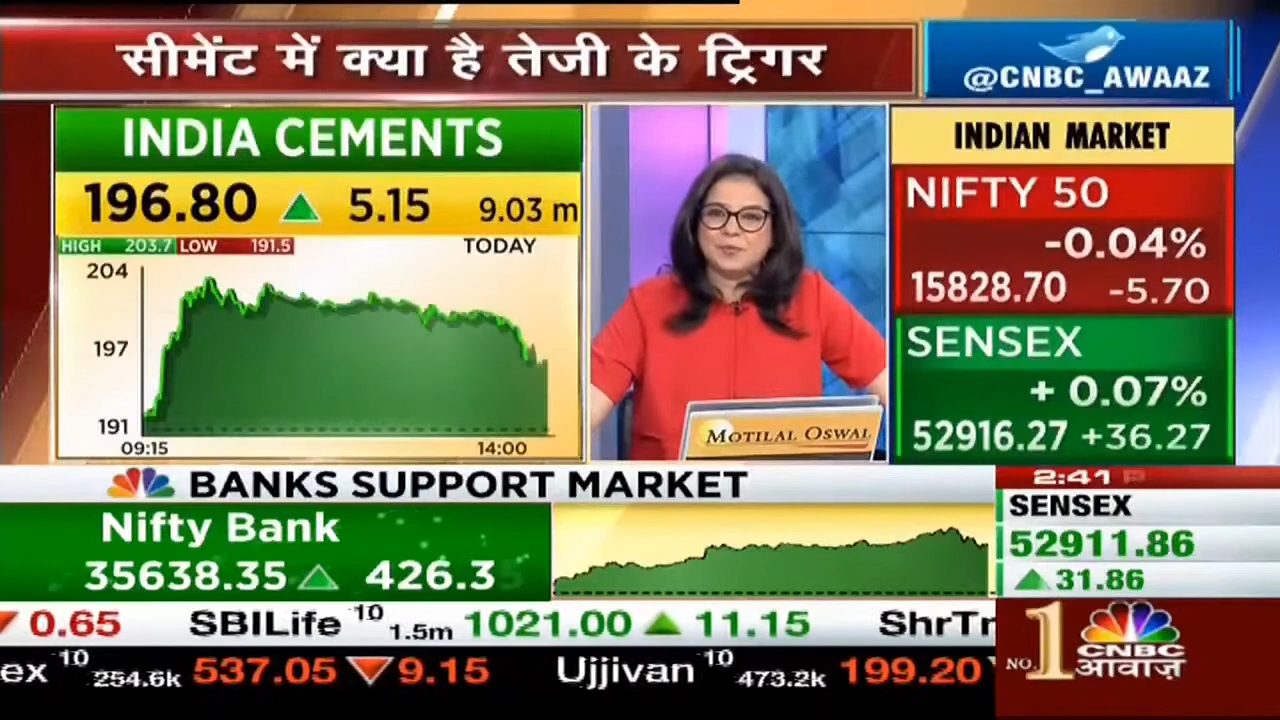 सीमेंट में क्या है तेजी के ट्रिगर
@CNBC_AWAAZ
INDIA CEMENTS
196.80 ▲ 5.15 9.03 m
HIGH 203.7 LOW 191.5 TODAY
204
197
191
09:15 14:00
MOTILAL OSWAL
INDIAN MARKET
NIFTY 50
-0.04%
15828.70 -5.70
SENSEX
+ 0.07%
52916.27 +36.27
BANKS SUPPORT MARKET
Nifty Bank
35638.35 ▲ 426.3
2:41
SENSEX
52911.86
▲ 31.86
▼ 0.65 SBILife 10 1.5m 1021.00 ▲ 11.15 ShrTr
ex 10 254.6k 537.05 ▼ 9.15 Ujjivan 10 473.2k 199.20
NO. 1 CNBC
आवाज़